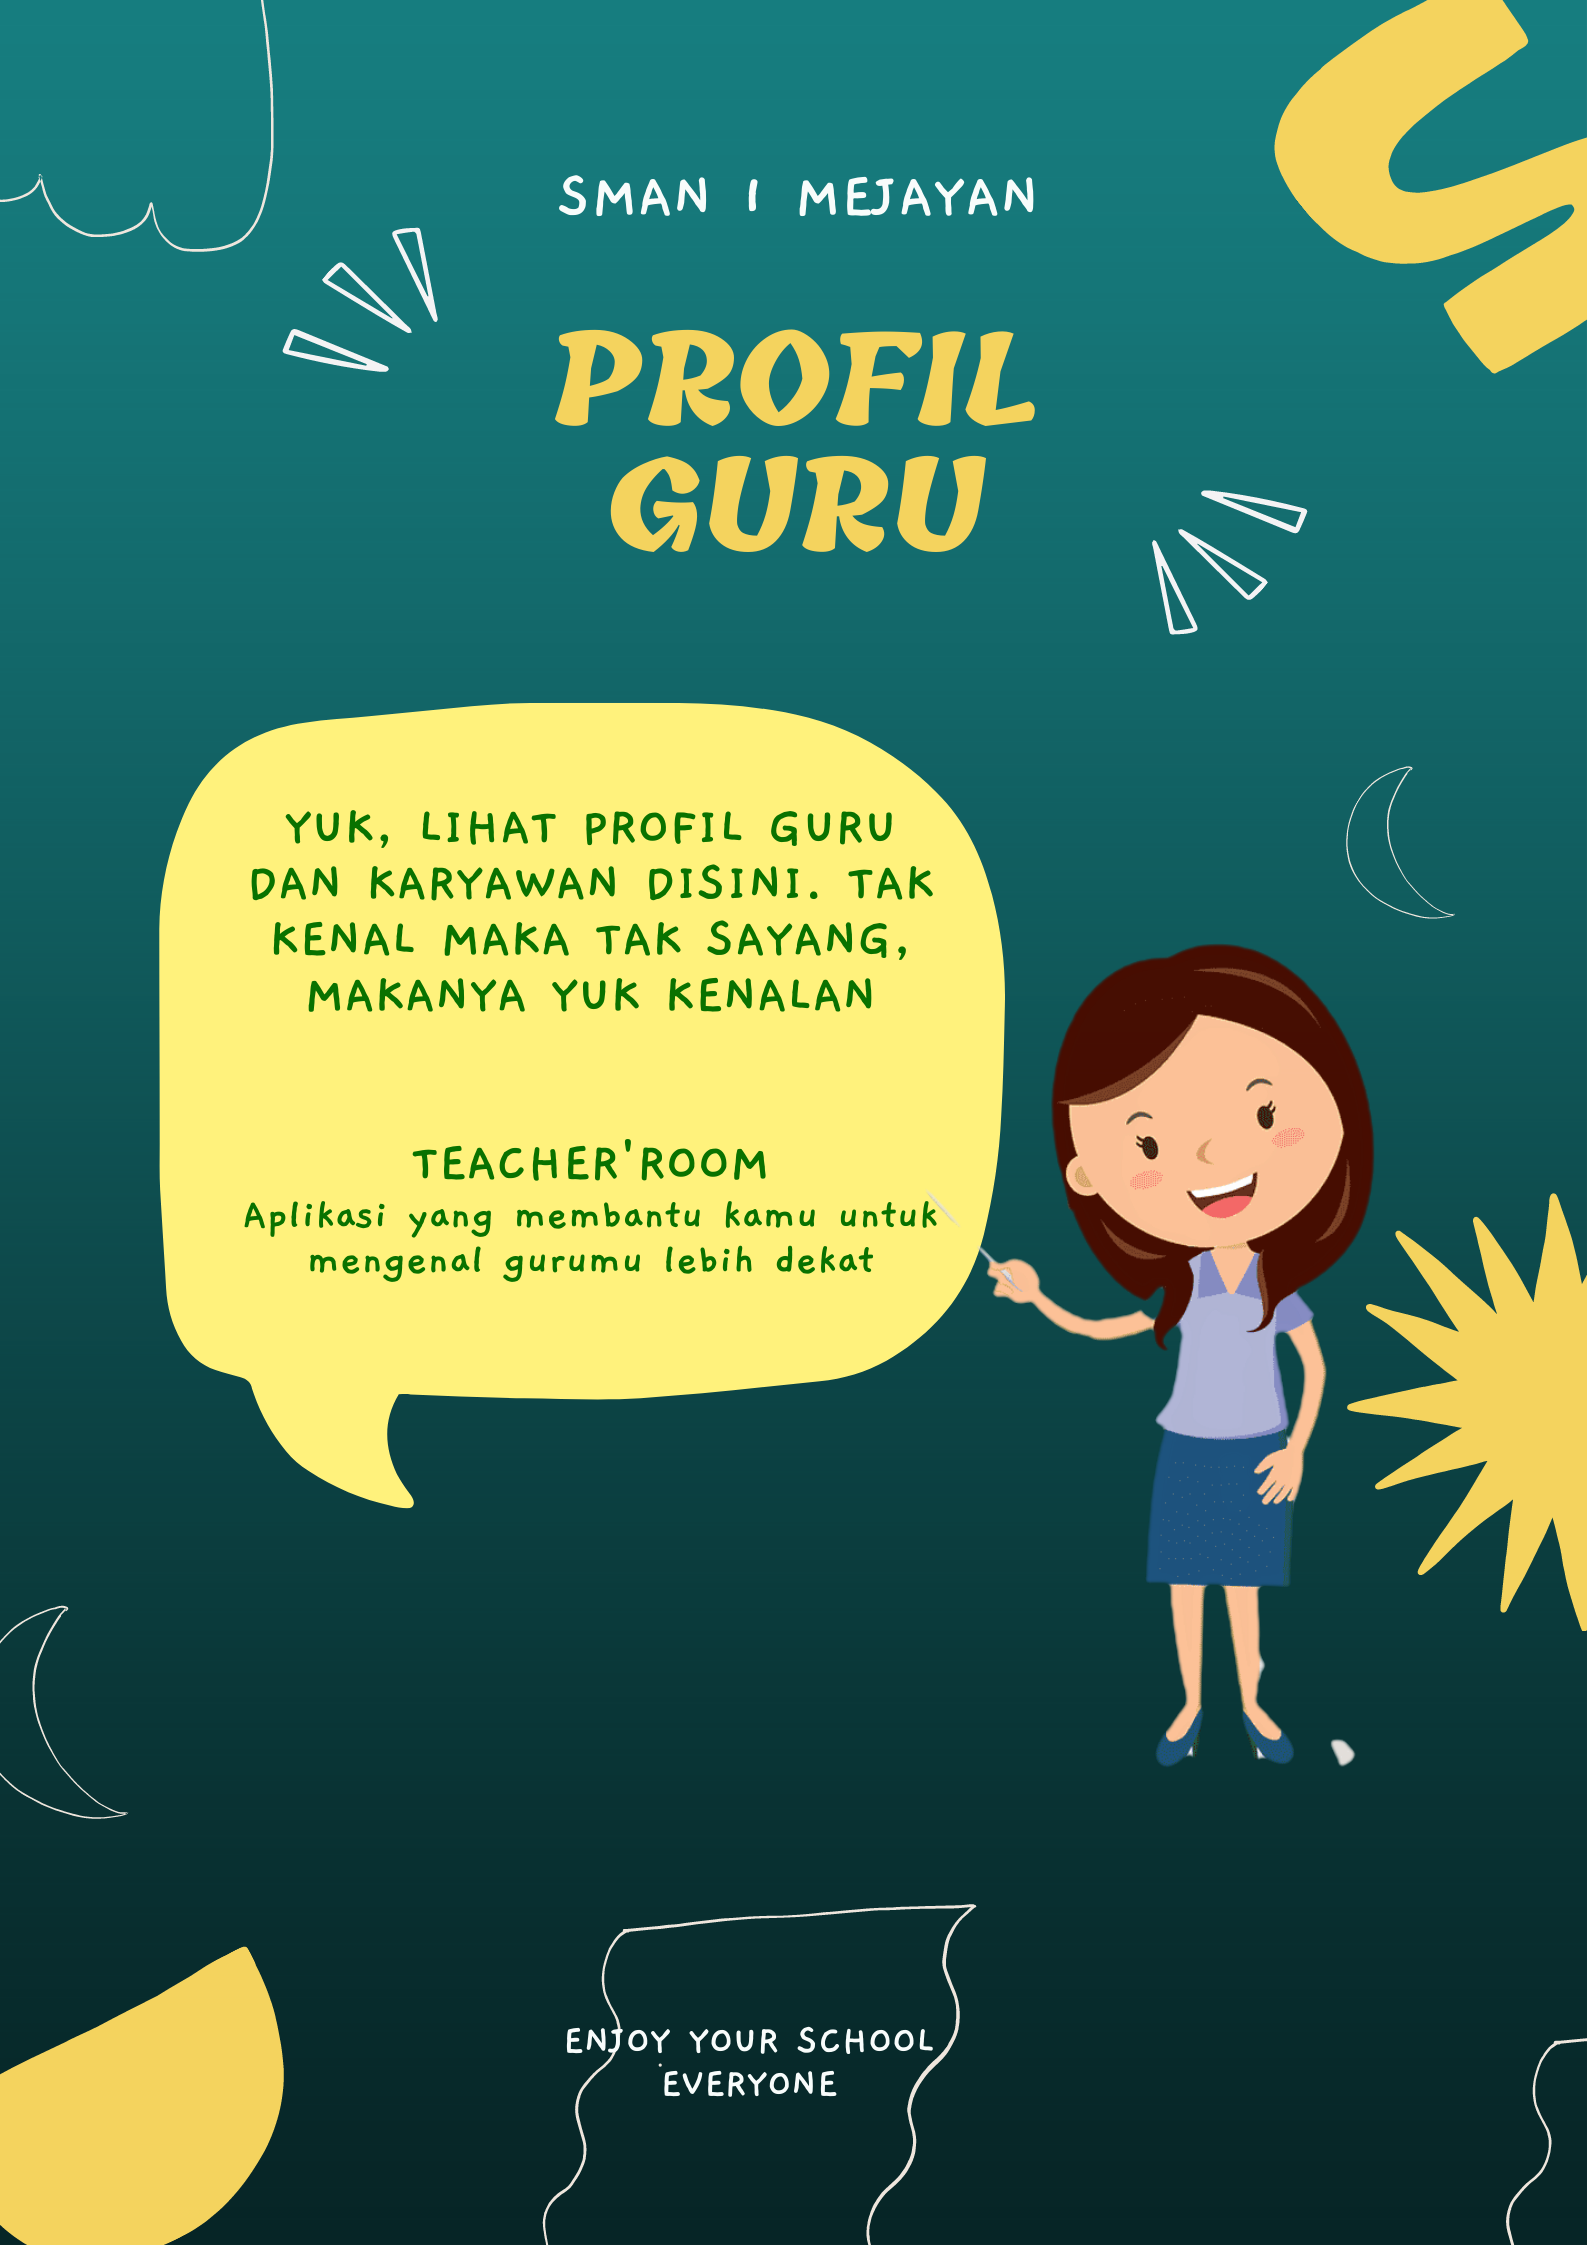 SMAN 1 MEJAYAN
PROFIL
GURU
YUK, LIHAT PROFIL GURU
DAN KARYAWAN DISINI. TAK
KENAL MAKA TAK SAYANG,
MAKANYA YUK KENALAN
TEACHER'ROOM
Aplikasi yang membantu kamu untuk
mengenal gurumu lebih dekat
ENJOY YOUR SCHOOL
EVERYONE